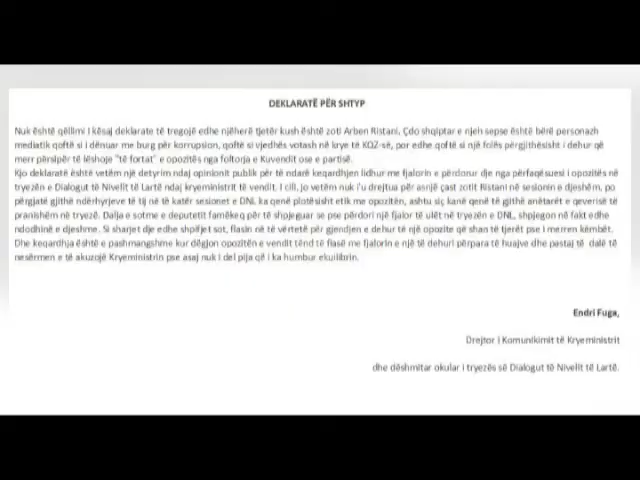 DEKLARATË PËR SHTYP
Nuk është qëllimi i kësaj deklarate të tregojë edhe njëherë tjetër kush është zoti Arben Ristani, Çdo shqiptar e njeh sepse është bërë personazh
mediatik qoftë si i dënuar me burg për korrupsion, qoftë si vjedhës votash në krye të KQZ-së, por edhe qoftë si një folës përgjithësisht i dehur që
merr përsipër të lëshoje "të fortat" e opozitës nga foltorja e Kuvendit ose e partisë.
Kjo deklaratë është vetëm një detyrim ndaj opinionit publik për të ndarë keqardhjen lidhur me fjalorin e përdorur dje nga përfaqësuesi i opozitës në
tryezën e Dialogut të Nivelit të Lartë ndaj kryeministrit të vendit. I cili, jo vetëm nuk i'u drejtua për asnjë çast zotit Ristani në sesionin e djeshëm, po
përgjatë gjithë ndërhyrjeve të tij në të katër sesionet e DNL ka qenë plotësisht etik me opozitën, ashtu siç kanë qenë të gjithë anëtarët e qeverisë të
pranishëm në tryezë. Dalja e sotme e deputetit famëkeq për të shpjeguar se pse përdori një fjalor të ulët në tryezën e DNL, shpjegon në fakt edhe
ndodhinë e djeshme. Si sharjet dje edhe shpifjet sot, flasin në të vërtetë për gjendjen e dehur të një opozite që shan të tjerët pse i merren këmbët.
Dhe keqardhja është e pashmangshme kur dëgjon opozitën e vendit tënd të flasë me fjalorin e një të dehuri përpara të huajve dhe pastaj të dalë të
nesërmen e të akuzojë Kryeministrin pse asaj nuk i del pija që i ka humbur ekuilibrin.
Endri Fuga,
Drejtor i Komunikimit të Kryeministrit
dhe dëshmitar okular i tryezës së Dialogut të Nivelit të Lartë.